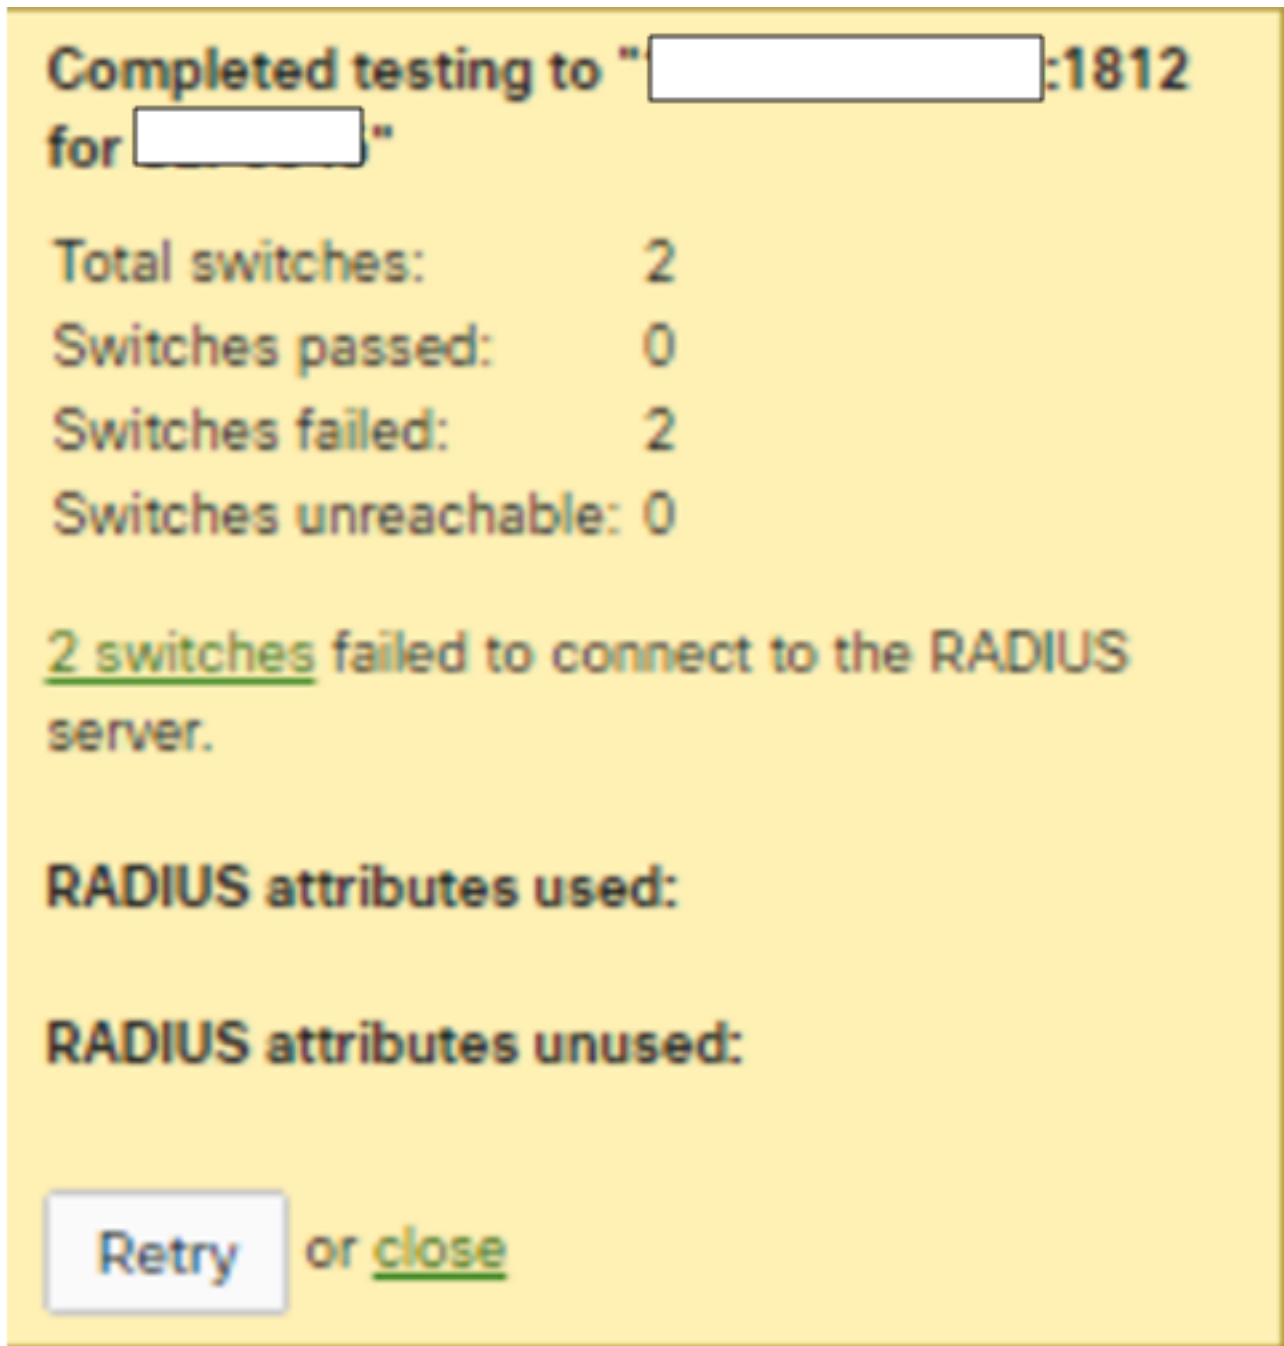 Completed testing to ":1812
for "
Total switches: 2
Switches passed: 0
Switches failed: 2
Switches unreachable: 0
2 switches failed to connect to the RADIUS
server.
RADIUS attributes used:
RADIUS attributes unused:
Retry or close